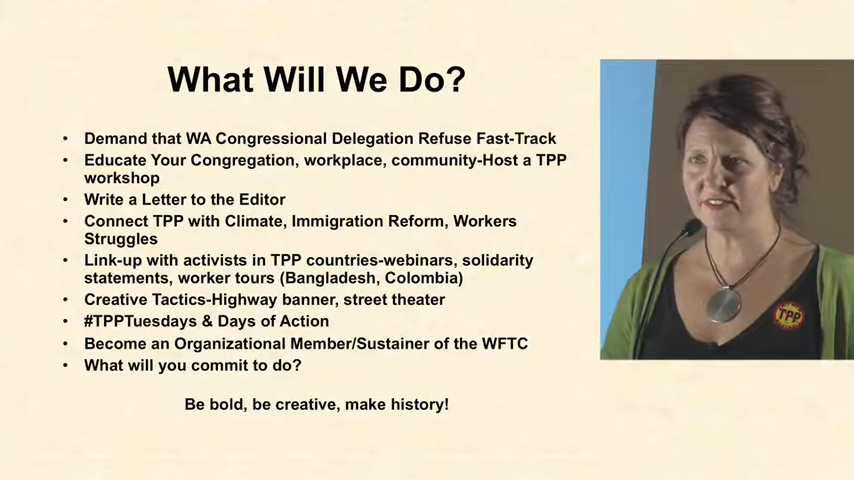 What Will We Do?
• Demand that WA Congressional Delegation Refuse Fast-Track
• Educate Your Congregation, workplace, community-Host a TPP
workshop
• Write a Letter to the Editor
• Connect TPP with Climate, Immigration Reform, Workers
Struggles
• Link-up with activists in TPP countries-webinars, solidarity
statements, worker tours (Bangladesh, Colombia)
• Creative Tactics-Highway banner, street theater
• #TPPTuesdays & Days of Action
• Become an Organizational Member/Sustainer of the WFTC
• What will you commit to do?
Be bold, be creative, make history!
TPP